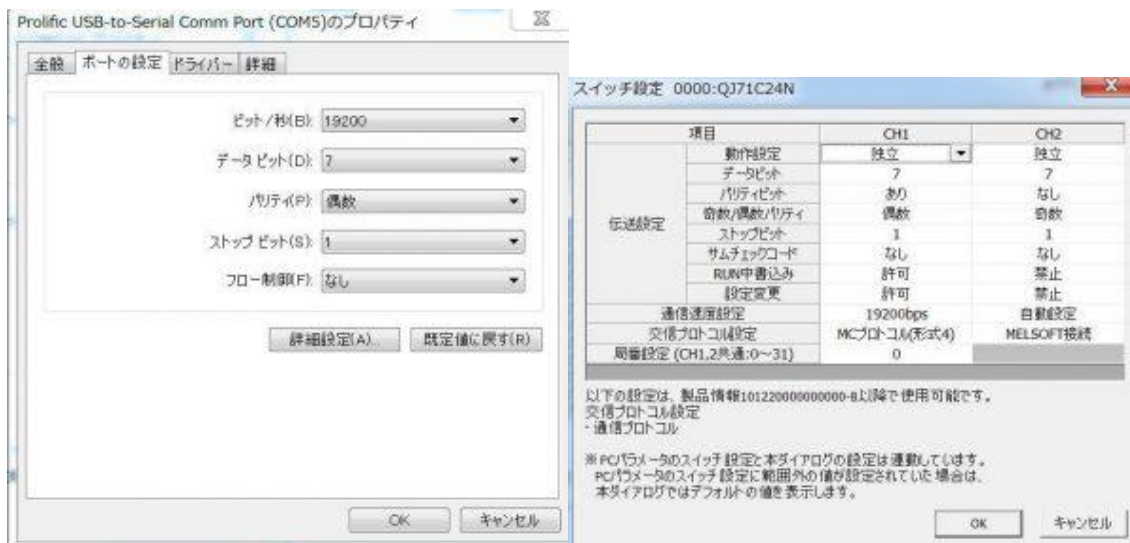 Prolific USB-to-Serial Comm Port (COM5)のプロパティ
全般 ポートの設定 ドライバー 詳細
ビット/秒(B): 19200
データ ビット(D): 7
パリティ(P): 偶数
ストップ ビット(S): 1
フロー制御(F): なし
詳細設定(A)... 既定値に戻す(R)
OK キャンセル
スイッチ設定 0000:QJ71C24N
項目 CH1 CH2
伝送設定
動作設定 独立 独立
データビット 7 7
パリティビット あり なし
奇数/偶数パリティ 偶数 奇数
ストップビット 1 1
サムチェックコード なし なし
RUN中書込み 許可 禁止
設定変更 許可 禁止
通信速度設定 19200bps 自動設定
交信プロトコル設定 MCプロトコル(形式4) MELSOFT接続
局番設定 (CH1,2共通:0～31) 0
以下の設定は、製品情報101220000000000-B以降で使用可能です。
交信プロトコル設定
・通信プロトコル
※PCパラメータのスイッチ設定と本ダイアログの設定は連動しています。
PCパラメータのスイッチ設定に範囲外の値が設定されていた場合は、
本ダイアログではデフォルトの値を表示します。
OK キャンセル